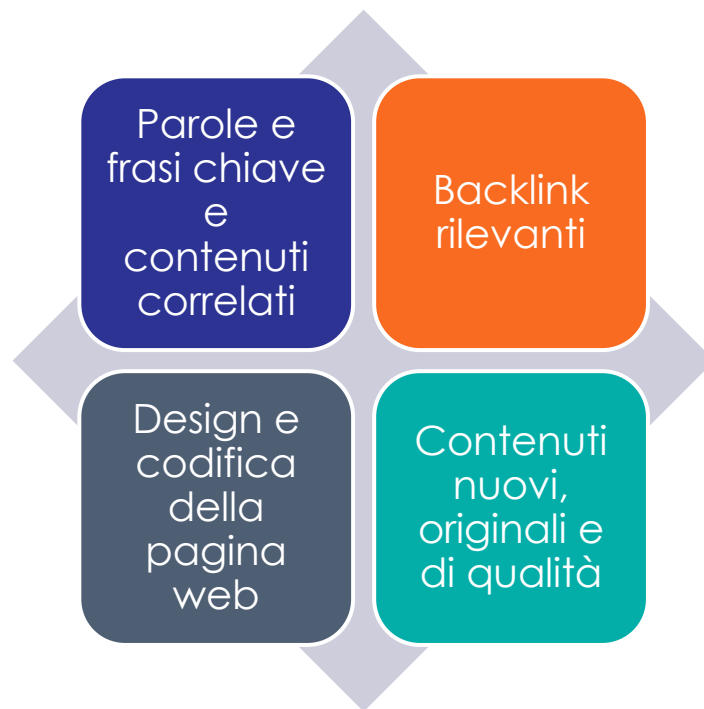 Parole e
frasi chiave
e
contenuti
correlati
Backlink
rilevanti
Design e
codifica
della
pagina
web
Contenuti
nuovi,
originali e
di qualità